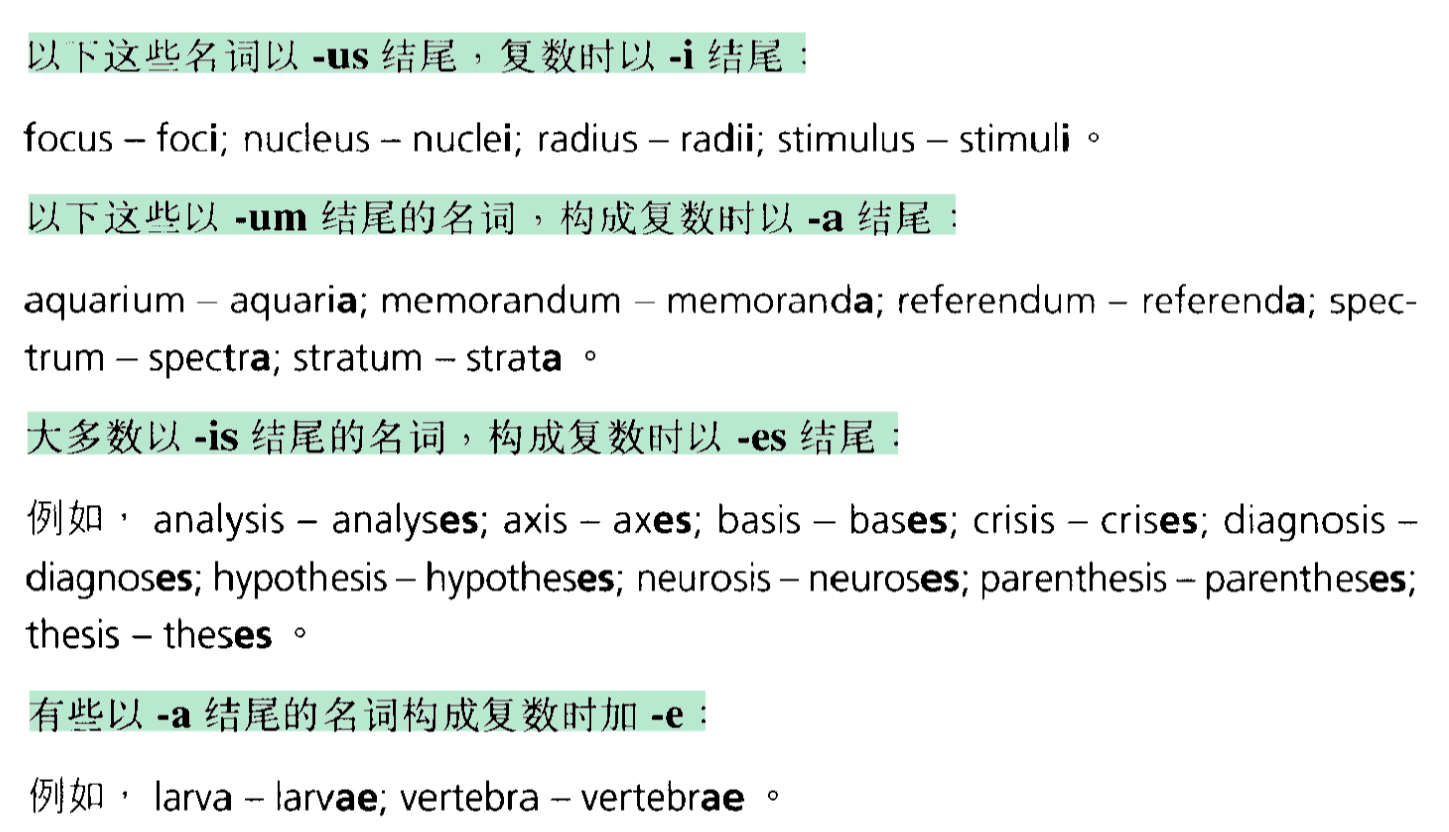 以下这些名词以 -us 结尾，复数时以 -i 结尾：
focus – foci; nucleus – nuclei; radius – radii; stimulus – stimuli 。
以下这些以 -um 结尾的名词，构成复数时以 -a 结尾：
aquarium – aquaria; memorandum – memoranda; referendum – referenda; spec-
trum – spectra; stratum – strata 。
大多数以 -is 结尾的名词，构成复数时以 -es 结尾：
例如， analysis – analyses; axis – axes; basis – bases; crisis – crises; diagnosis –
diagnoses; hypothesis – hypotheses; neurosis – neuroses; parenthesis – parentheses;
thesis – theses 。
有些以 -a 结尾的名词构成复数时加 -e：
例如， larva – larvae; vertebra – vertebrae 。